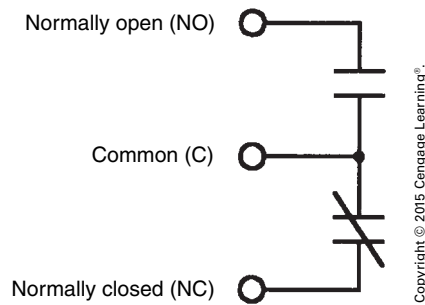 Normally open (NO)
Common (C)
Normally closed (NC)
Copyright © 2015 Cengage Learning®.